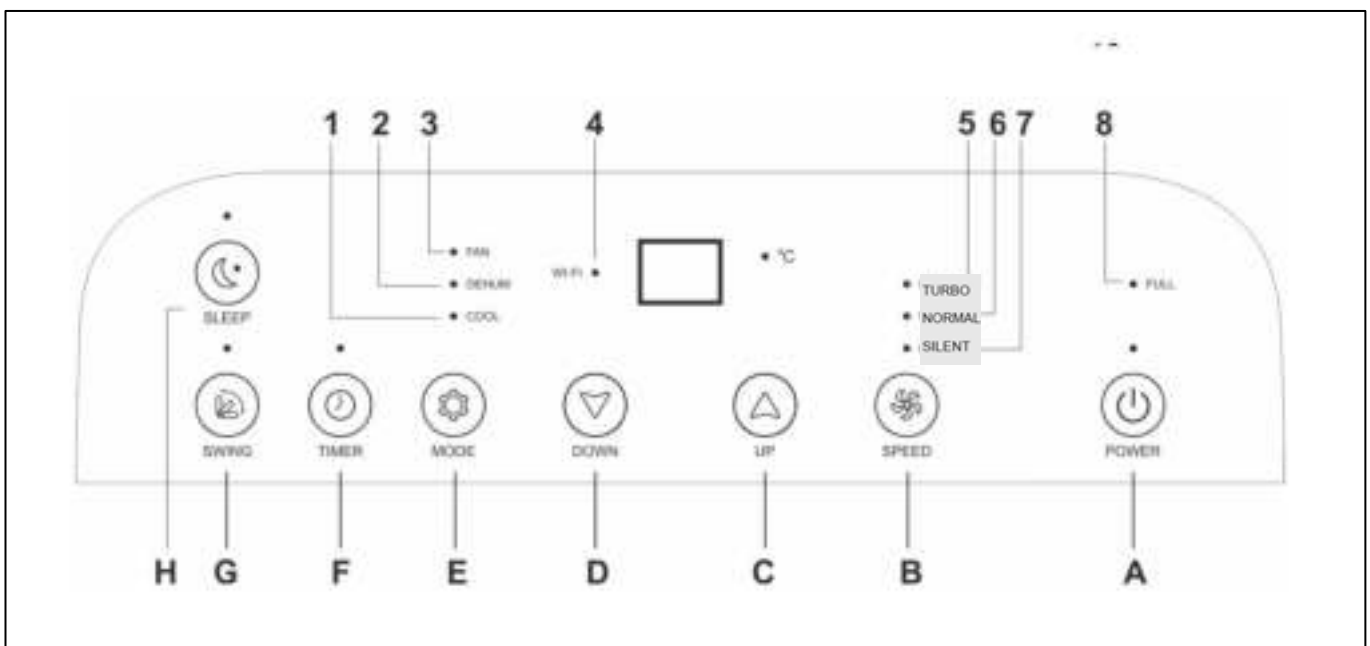 1 2 3 4 5 6 7 8
FAN
WI-FI °C
DEHUM TURBO FULL
SLEEP COOL NORMAL
SILENT
SWING TIMER MODE DOWN UP SPEED POWER
H G F E D C B A